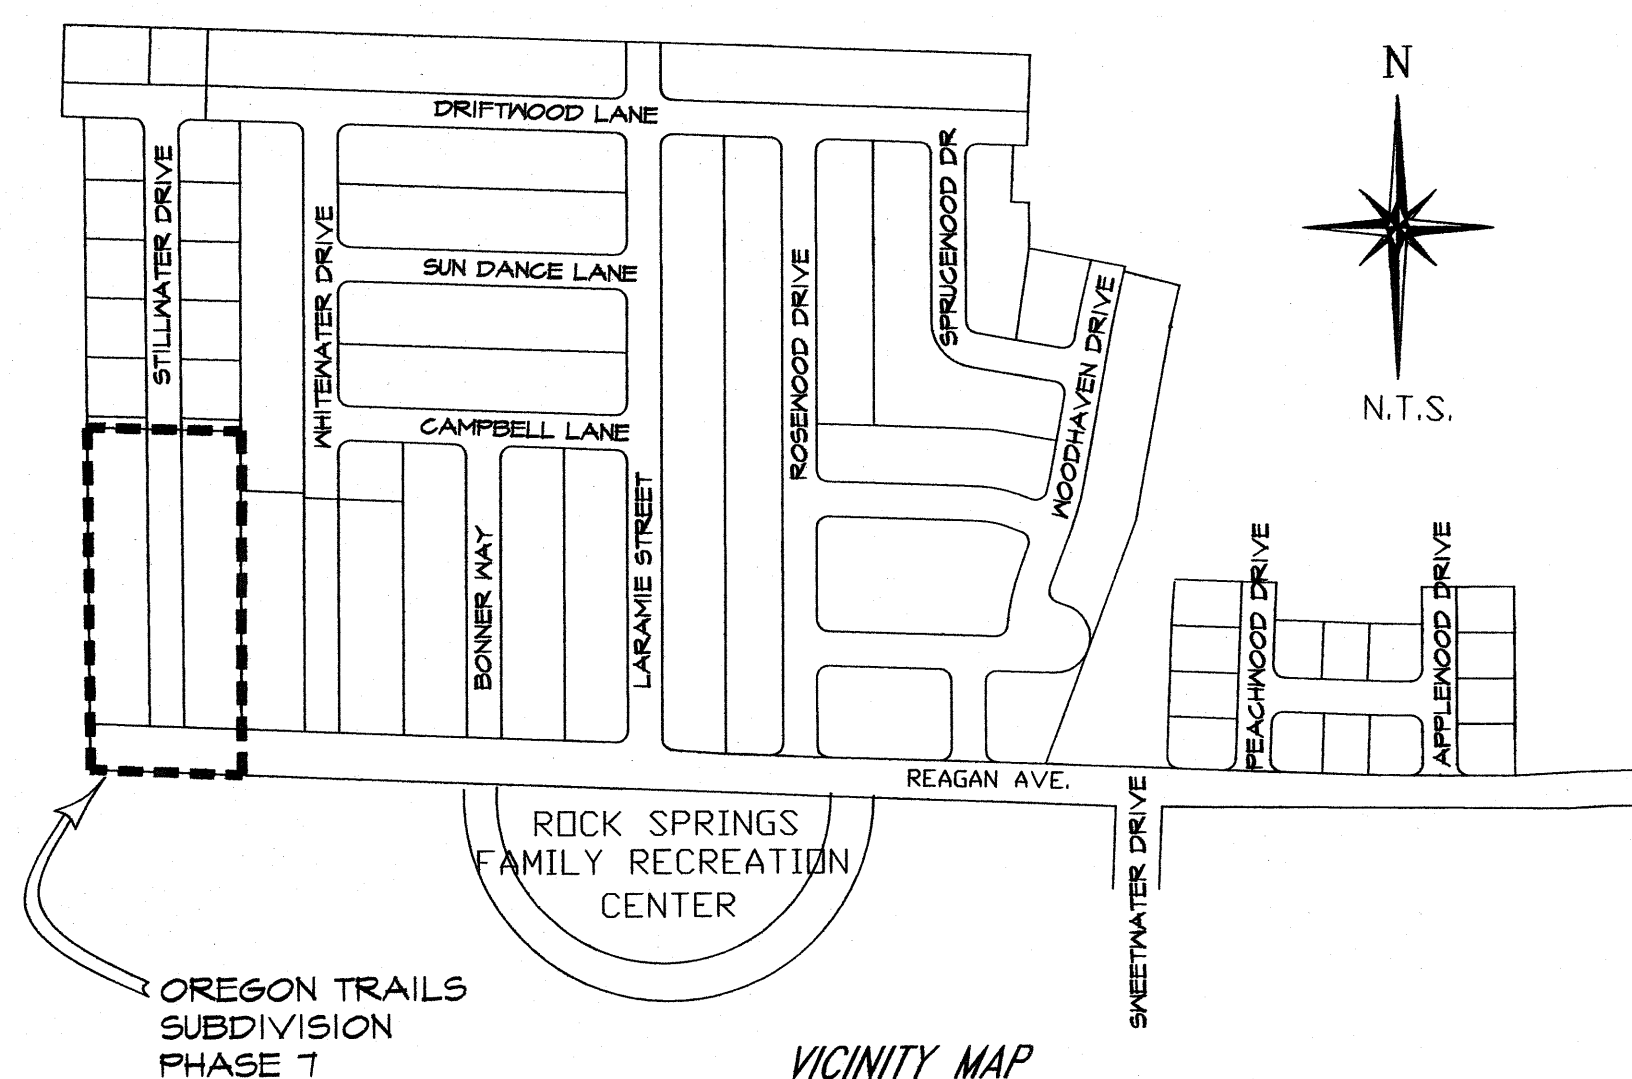 N
N.T.S.
DRIFTWOOD LANE
STILLWATER DRIVE
WHITEWATER DRIVE
SUN DANCE LANE
CAMPBELL LANE
BONNER WAY
LARAMIE STREET
ROSEWOOD DRIVE
SPRUCEWOOD DR
WOODHAVEN DRIVE
PEACHWOOD DRIVE
APPLEWOOD DRIVE
REAGAN AVE.
SWEETWATER DRIVE
ROCK SPRINGS
FAMILY RECREATION
CENTER
OREGON TRAILS
SUBDIVISION
PHASE 7
VICINITY MAP